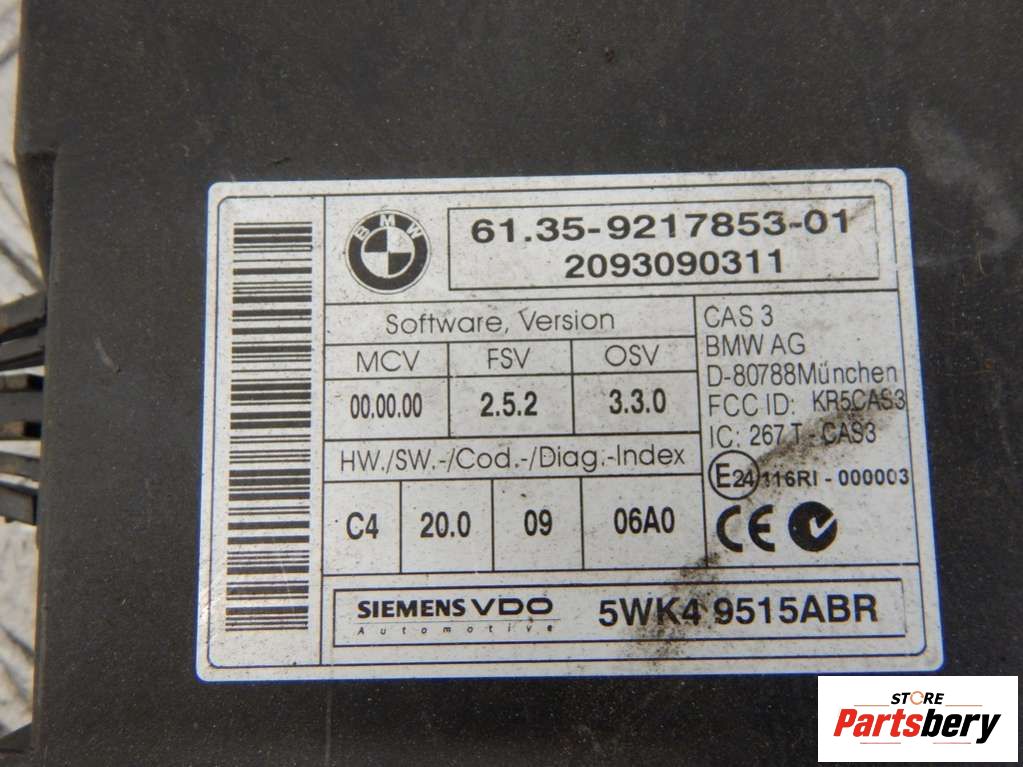 BMW
61.35-9217853-01
2093090311
Software, Version
MCV FSV OSV
00.00.00 2.5.2 3.3.0
HW./SW.-/Cod.-/Diag.-Index
C4 20.0 09 06A0
CAS 3
BMW AG
D-80788München
FCC ID: KR5CAS3
IC: 267 T - CAS3
E24 116RI - 000003
CE
SIEMENS VDO
Automotive
5WK4 9515ABR
STORE
Partsbery